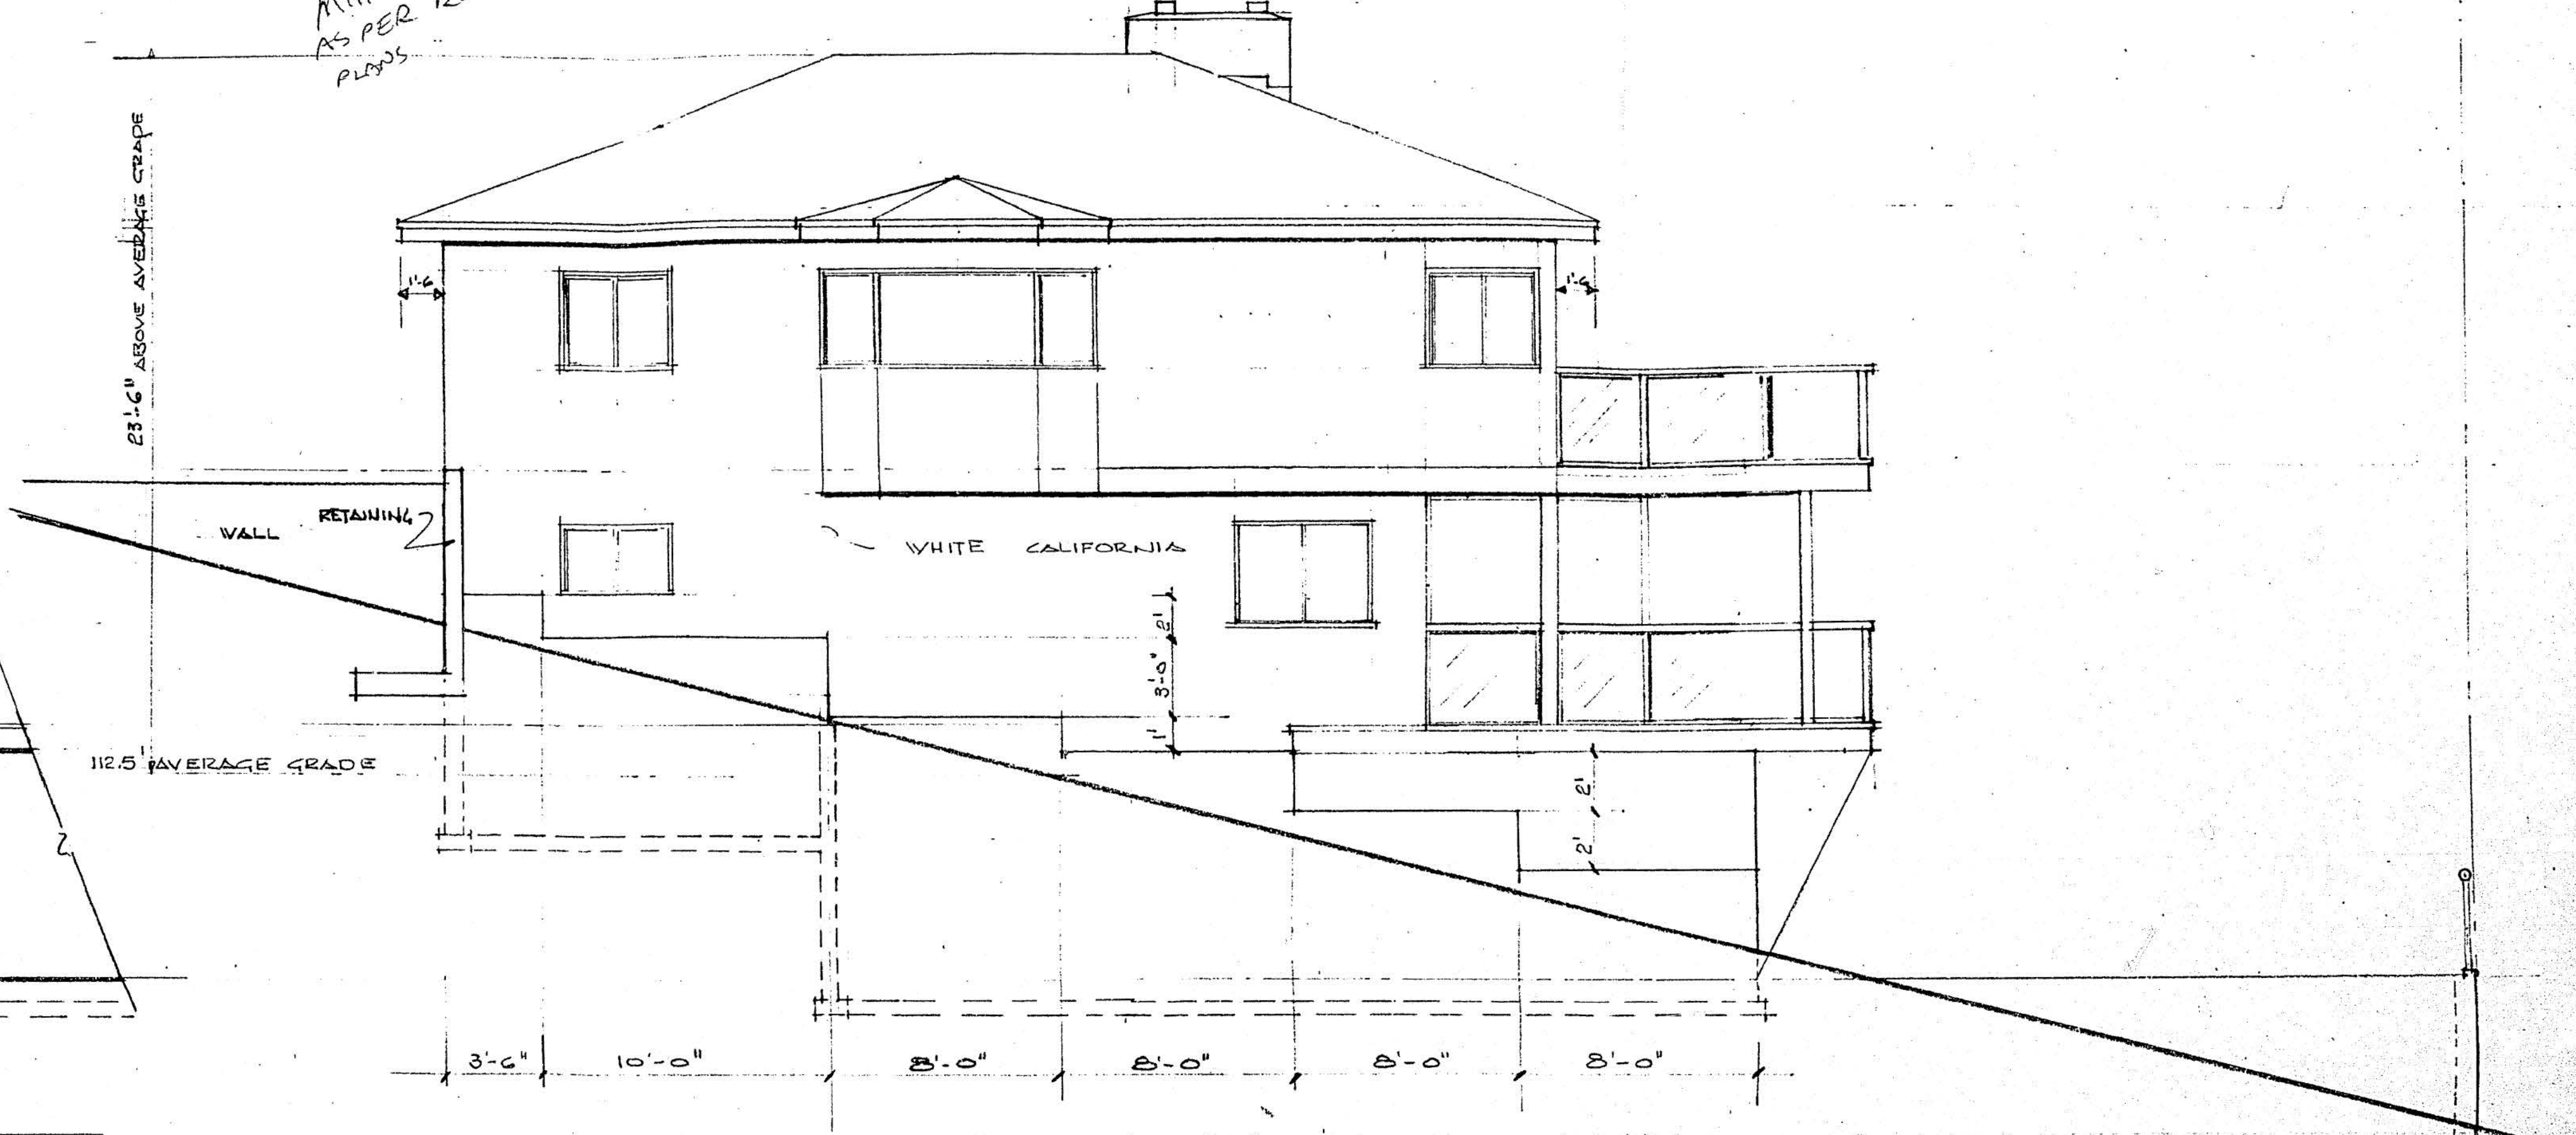 AS PER
PLANS
23'-6" ABOVE AVERAGE GRADE
1'-6
1'-6
RETAINING
WALL
WHITE CALIFORNIA
2'
3'-0"
1'
112.5' AVERAGE GRADE
2'
2'
3'-6" 10'-0" 8'-0" 8'-0" 8'-0" 8'-0"